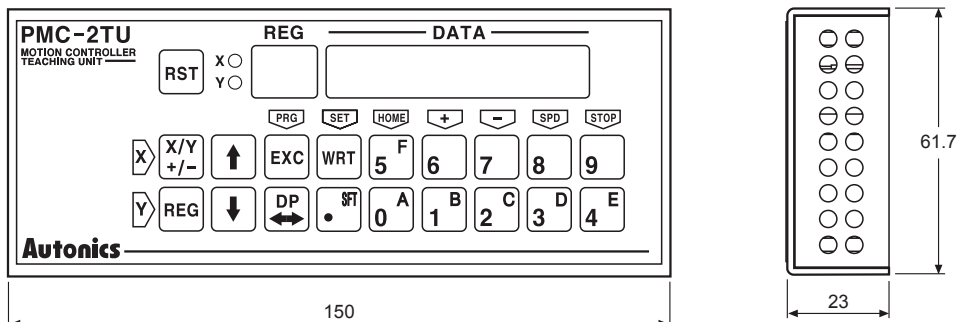 PMC-2TU REG DATA
MOTION CONTROLLER
TEACHING UNIT
RST X
Y
PRG SET HOME + - SPD STOP
X X/Y +/- EXC WRT 5 F 6 7 8 9
Y REG DP • SFT 0 A 1 B 2 C 3 D 4 E
Autonics
150
61.7
23